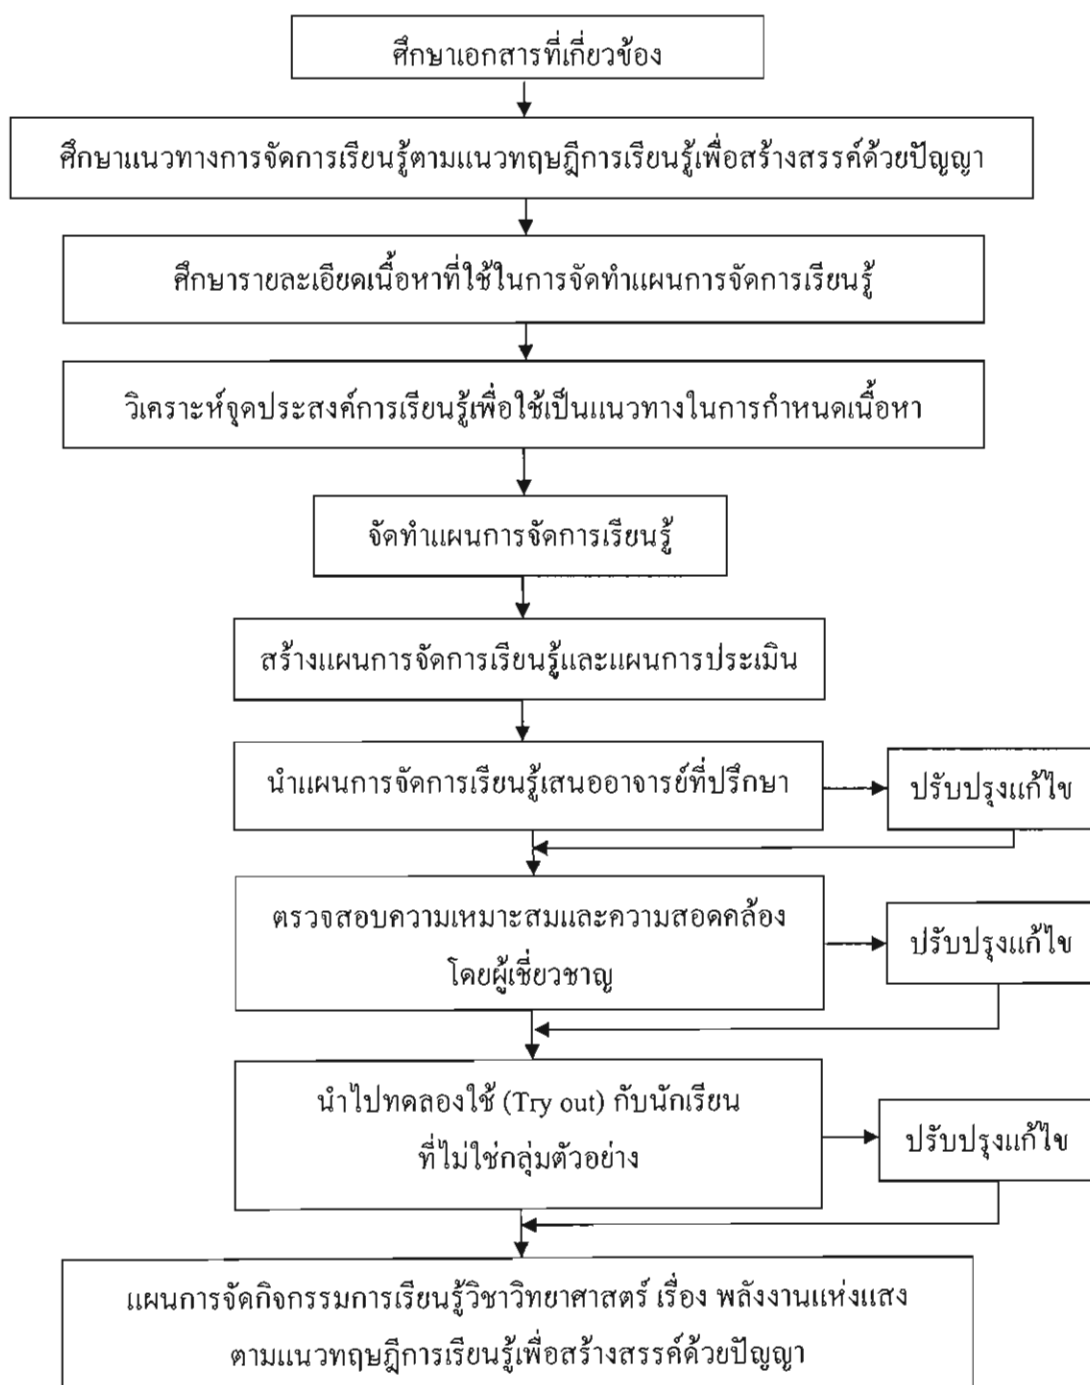 ศึกษาเอกสารที่เกี่ยวข้อง
ศึกษาแนวทางการจัดการเรียนรู้ตามแนวทฤษฎีการเรียนรู้เพื่อสร้างสรรค์ด้วยปัญญา
ศึกษารายละเอียดเนื้อหาที่ใช้ในการจัดทำแผนการจัดการเรียนรู้
วิเคราะห์จุดประสงค์การเรียนรู้เพื่อใช้เป็นแนวทางในการกำหนดเนื้อหา
จัดทำแผนการจัดการเรียนรู้
สร้างแผนการจัดการเรียนรู้และแผนการประเมิน
นำแผนการจัดการเรียนรู้เสนออาจารย์ที่ปรึกษา
ปรับปรุงแก้ไข
ตรวจสอบความเหมาะสมและความสอดคล้อง
โดยผู้เชี่ยวชาญ
ปรับปรุงแก้ไข
นำไปทดลองใช้ (Try out) กับนักเรียน
ที่ไม่ใช่กลุ่มตัวอย่าง
ปรับปรุงแก้ไข
แผนการจัดกิจกรรมการเรียนรู้วิชาวิทยาศาสตร์ เรื่อง พลังงานแห่งแสง
ตามแนวทฤษฎีการเรียนรู้เพื่อสร้างสรรค์ด้วยปัญญา